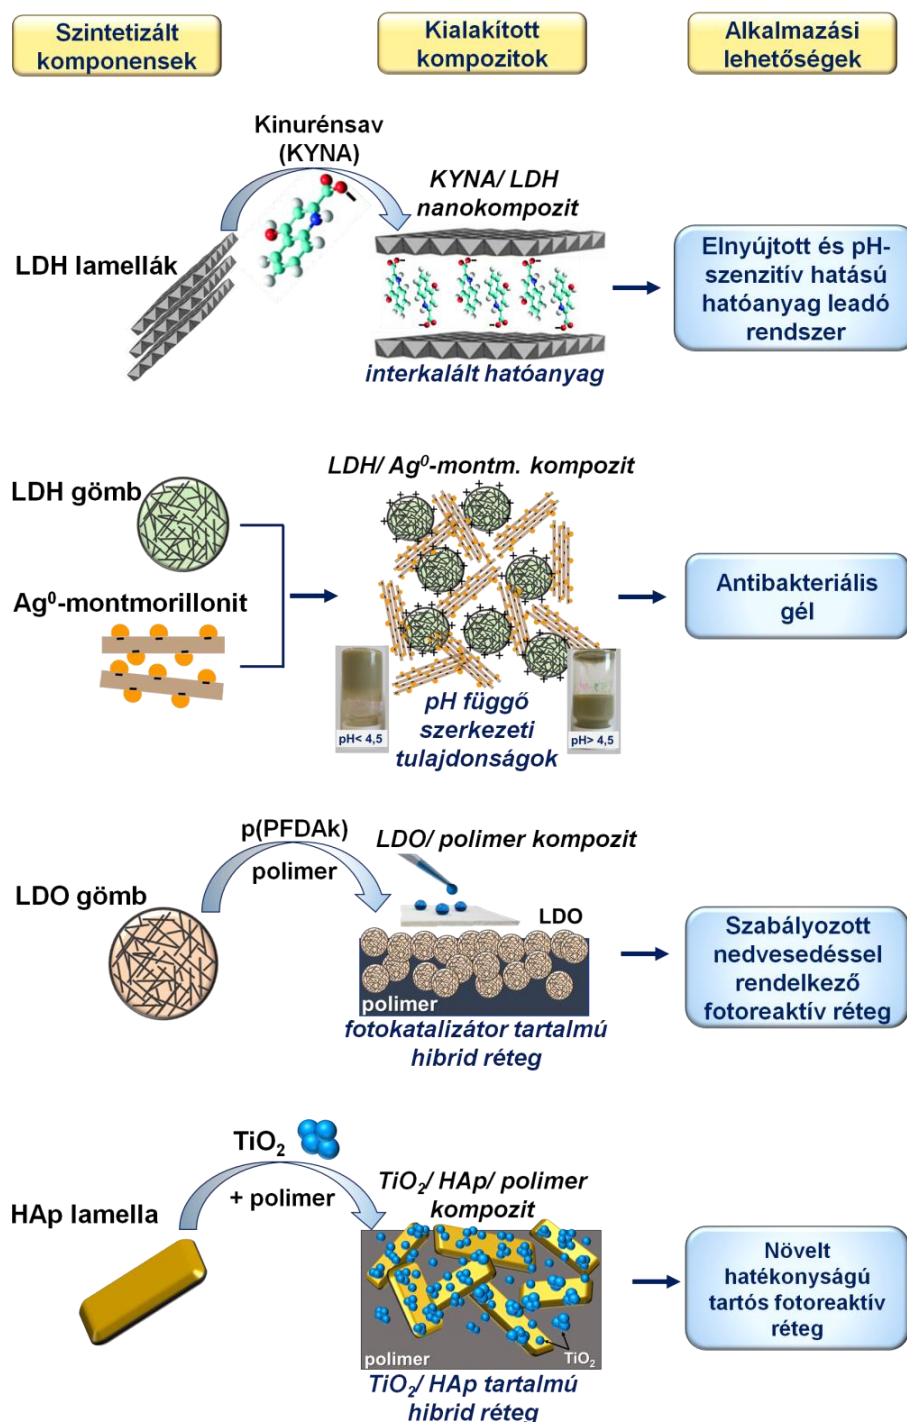 Szintetizált
komponensek
Kialakított
kompozitok
Alkalmazási
lehetőségek
Kinurénsav
(KYNA)
LDH lamellák
KYNA/ LDH
nanokompozit
interkalált hatóanyag
Elnyújtott és pH-
szenzitív hatású
hatóanyag leadó
rendszer
LDH gömb
Ag⁰-montmorillonit
LDH/ Ag⁰-montm. kompozit
pH< 4,5
pH függő
szerkezeti
tulajdonságok
pH> 4,5
Antibakteriális
gél
LDO gömb
p(PFDAk)
polimer
LDO/ polimer kompozit
LDO
polimer
fotokatalizátor tartalmú
hibrid réteg
Szabályozott
nedvesedéssel
rendelkező
fotoreaktív réteg
HAp lamella
TiO₂
+ polimer
TiO₂/ HAp/ polimer
kompozit
polimer
TiO₂
TiO₂/ HAp tartalmú
hibrid réteg
Növelt
hatékonyságú
tartós fotoreaktív
réteg